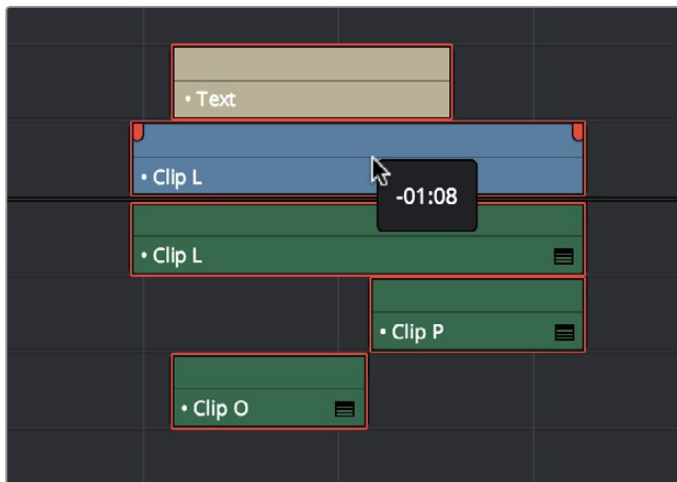 • Text
• Clip L
-01:08
• Clip L
• Clip P
• Clip O